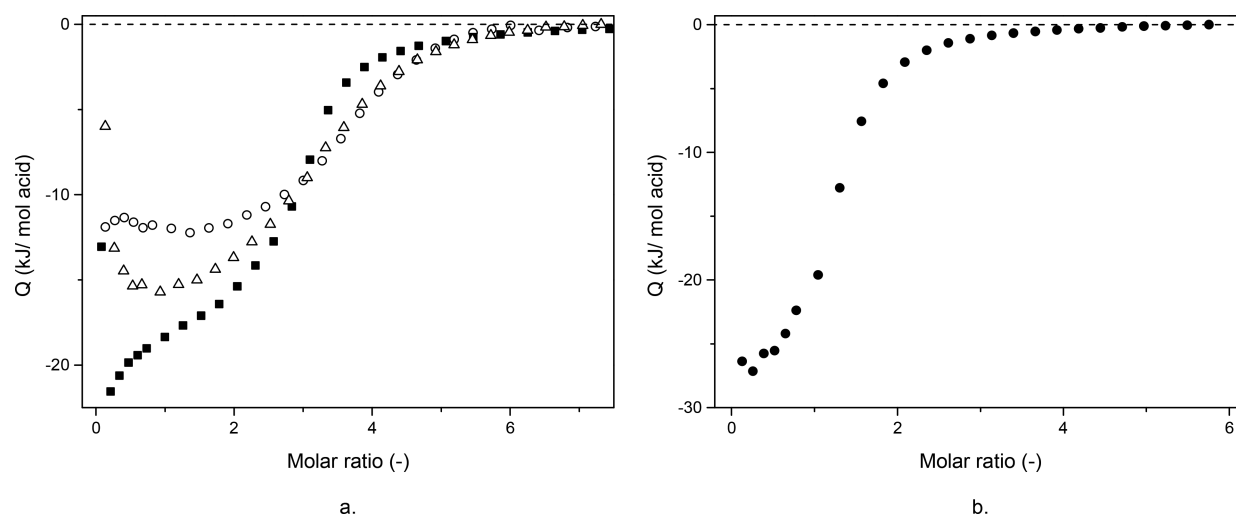 0
-10
-20
Q (kJ/ mol acid)
0
2
4
6
Molar ratio (-)
a.
0
-10
-20
-30
Q (kJ/ mol acid)
0
2
4
6
Molar ratio (-)
b.